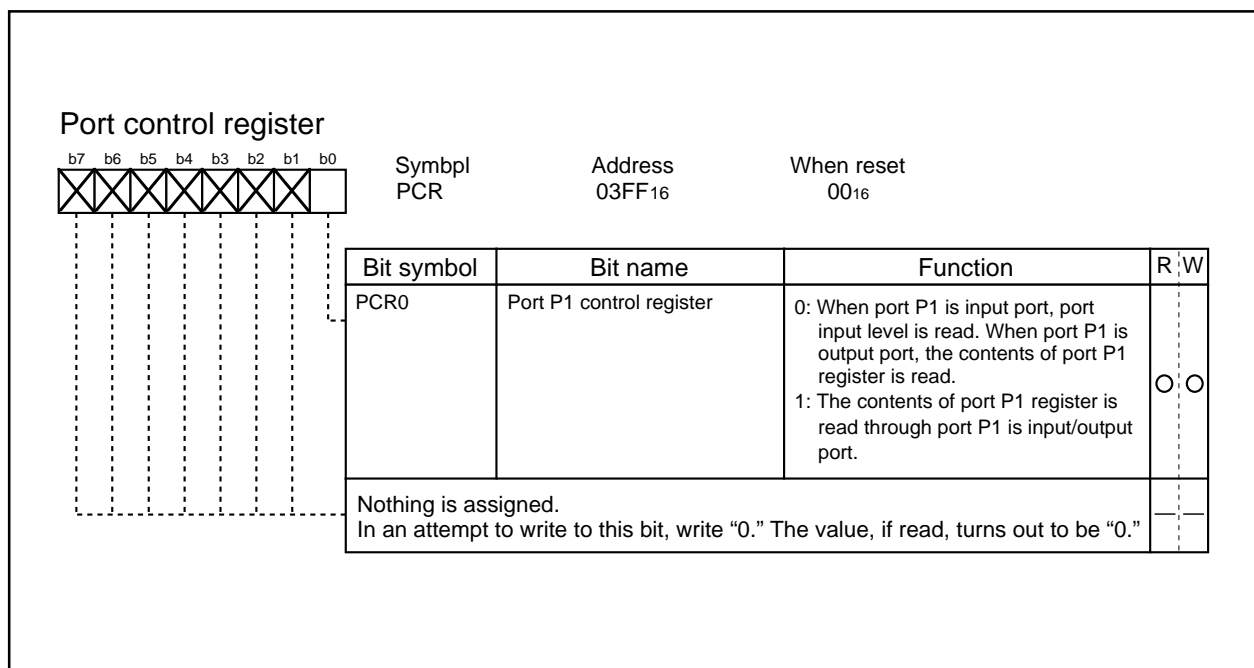 Port control register
b7 b6 b5 b4 b3 b2 b1 b0
Symbpl Address When reset
PCR 03FF16 0016
Bit symbol Bit name Function R W
PCR0 Port P1 control register 0: When port P1 is input port, port
input level is read. When port P1 is
output port, the contents of port P1
register is read.
1: The contents of port P1 register is
read through port P1 is input/output
port.
Nothing is assigned.
In an attempt to write to this bit, write “0.” The value, if read, turns out to be “0.”